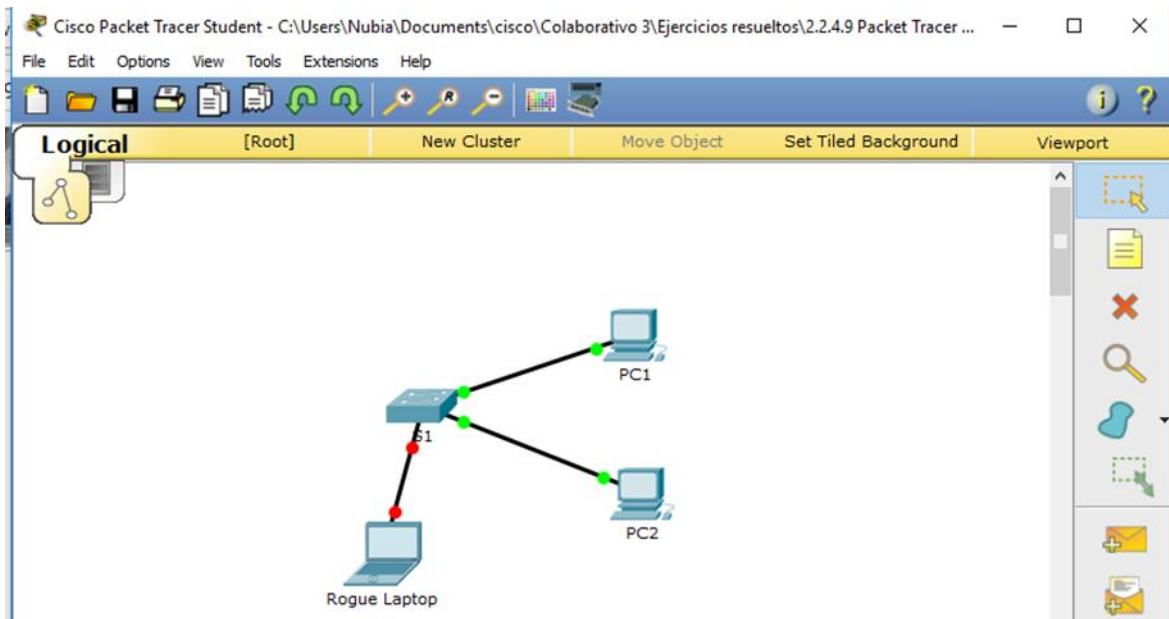 Cisco Packet Tracer Student - C:\Users\Nubia\Documents\cisco\Colaborativo 3\Ejercicios resueltos\2.2.4.9 Packet Tracer ...
File Edit Options View Tools Extensions Help
Logical [Root] New Cluster Move Object Set Tiled Background Viewport
PC1
S1
PC2
Rogue Laptop